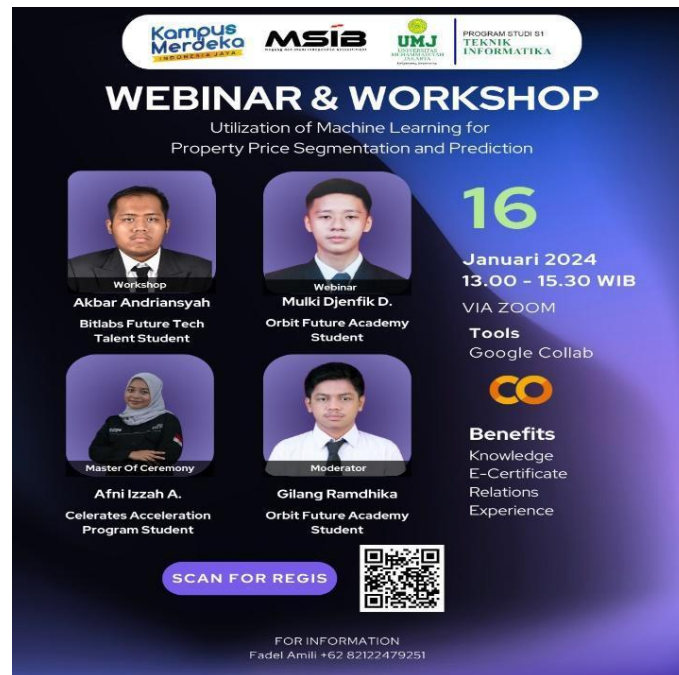 Kampus
Merdeka
INDONESIA JAYA
MSIB
UMJ
UNIVERSITAS
MUHAMMADIYAH
JAKARTA
PROGRAM STUDI S1
TEKNIK
INFORMATIKA
WEBINAR & WORKSHOP
Utilization of Machine Learning for
Property Price Segmentation and Prediction
Workshop
Akbar Andriansyah
Bitlabs Future Tech
Talent Student
Webinar
Mulki Djenfik D.
Orbit Future Academy
Student
Master Of Ceremony
Afni Izzah A.
Celerates Acceleration
Program Student
Moderator
Gilang Ramdhika
Orbit Future Academy
Student
16
Januari 2024
13.00 - 15.30 WIB
VIA ZOOM
Tools
Google Collab
Benefits
Knowledge
E-Certificate
Relations
Experience
SCAN FOR REGIS
FOR INFORMATION
Fadel Amili +62 82122479251